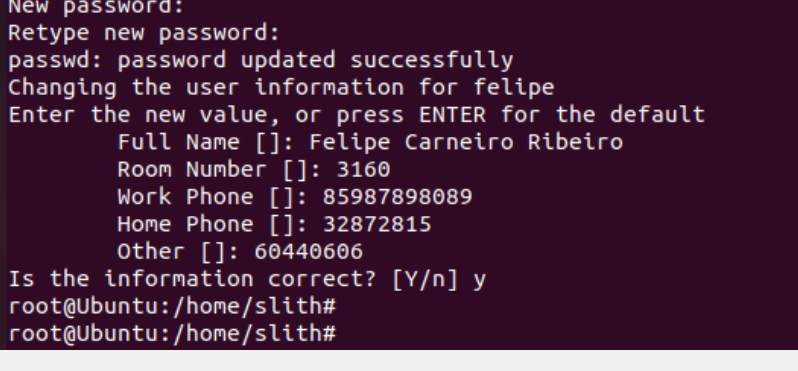 New password:
Retype new password:
passwd: password updated successfully
Changing the user information for felipe
Enter the new value, or press ENTER for the default
Full Name []: Felipe Carneiro Ribeiro
Room Number []: 3160
Work Phone []: 85987898089
Home Phone []: 32872815
Other []: 60440606
Is the information correct? [Y/n] y
root@Ubuntu:/home/slith#
root@Ubuntu:/home/slith#